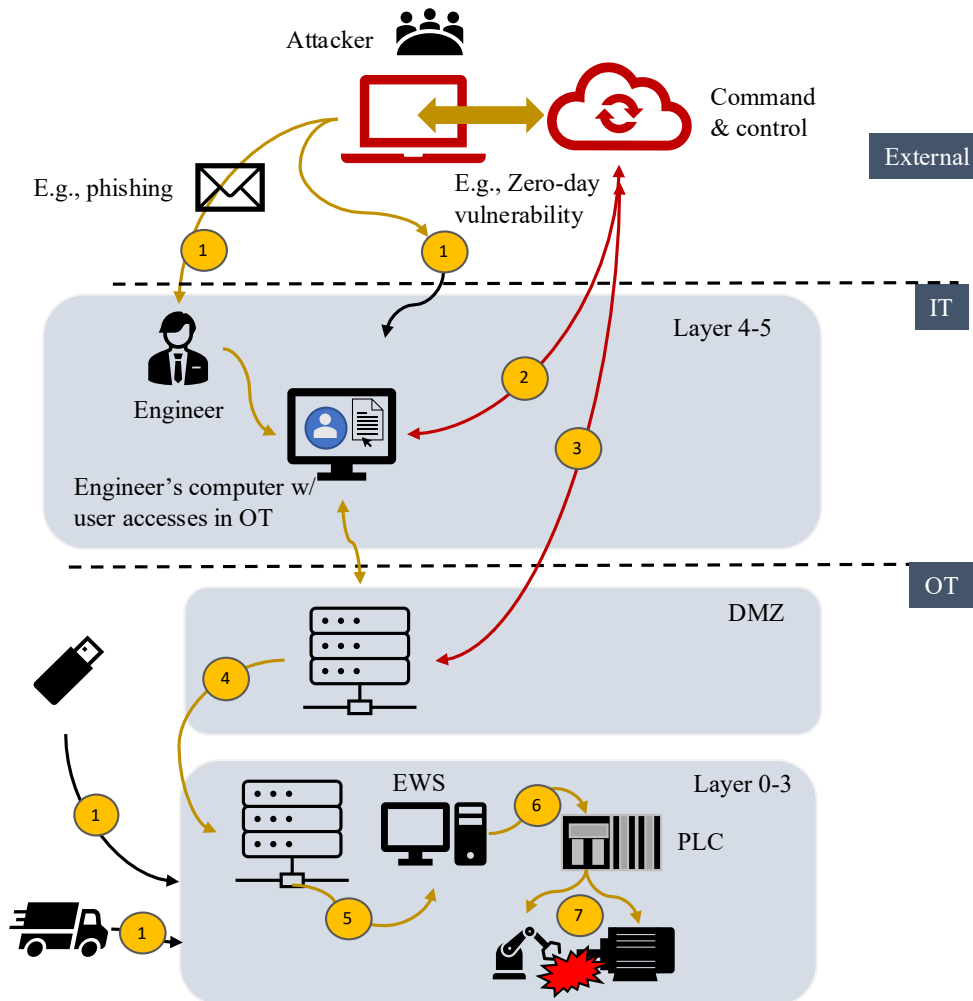 Attacker
Command
& control
External
E.g., phishing
E.g., Zero-day
vulnerability
1
1
IT
Layer 4-5
2
Engineer
3
Engineer’s computer w/
user accesses in OT
OT
DMZ
4
EWS
Layer 0-3
6
1
PLC
5
7
1